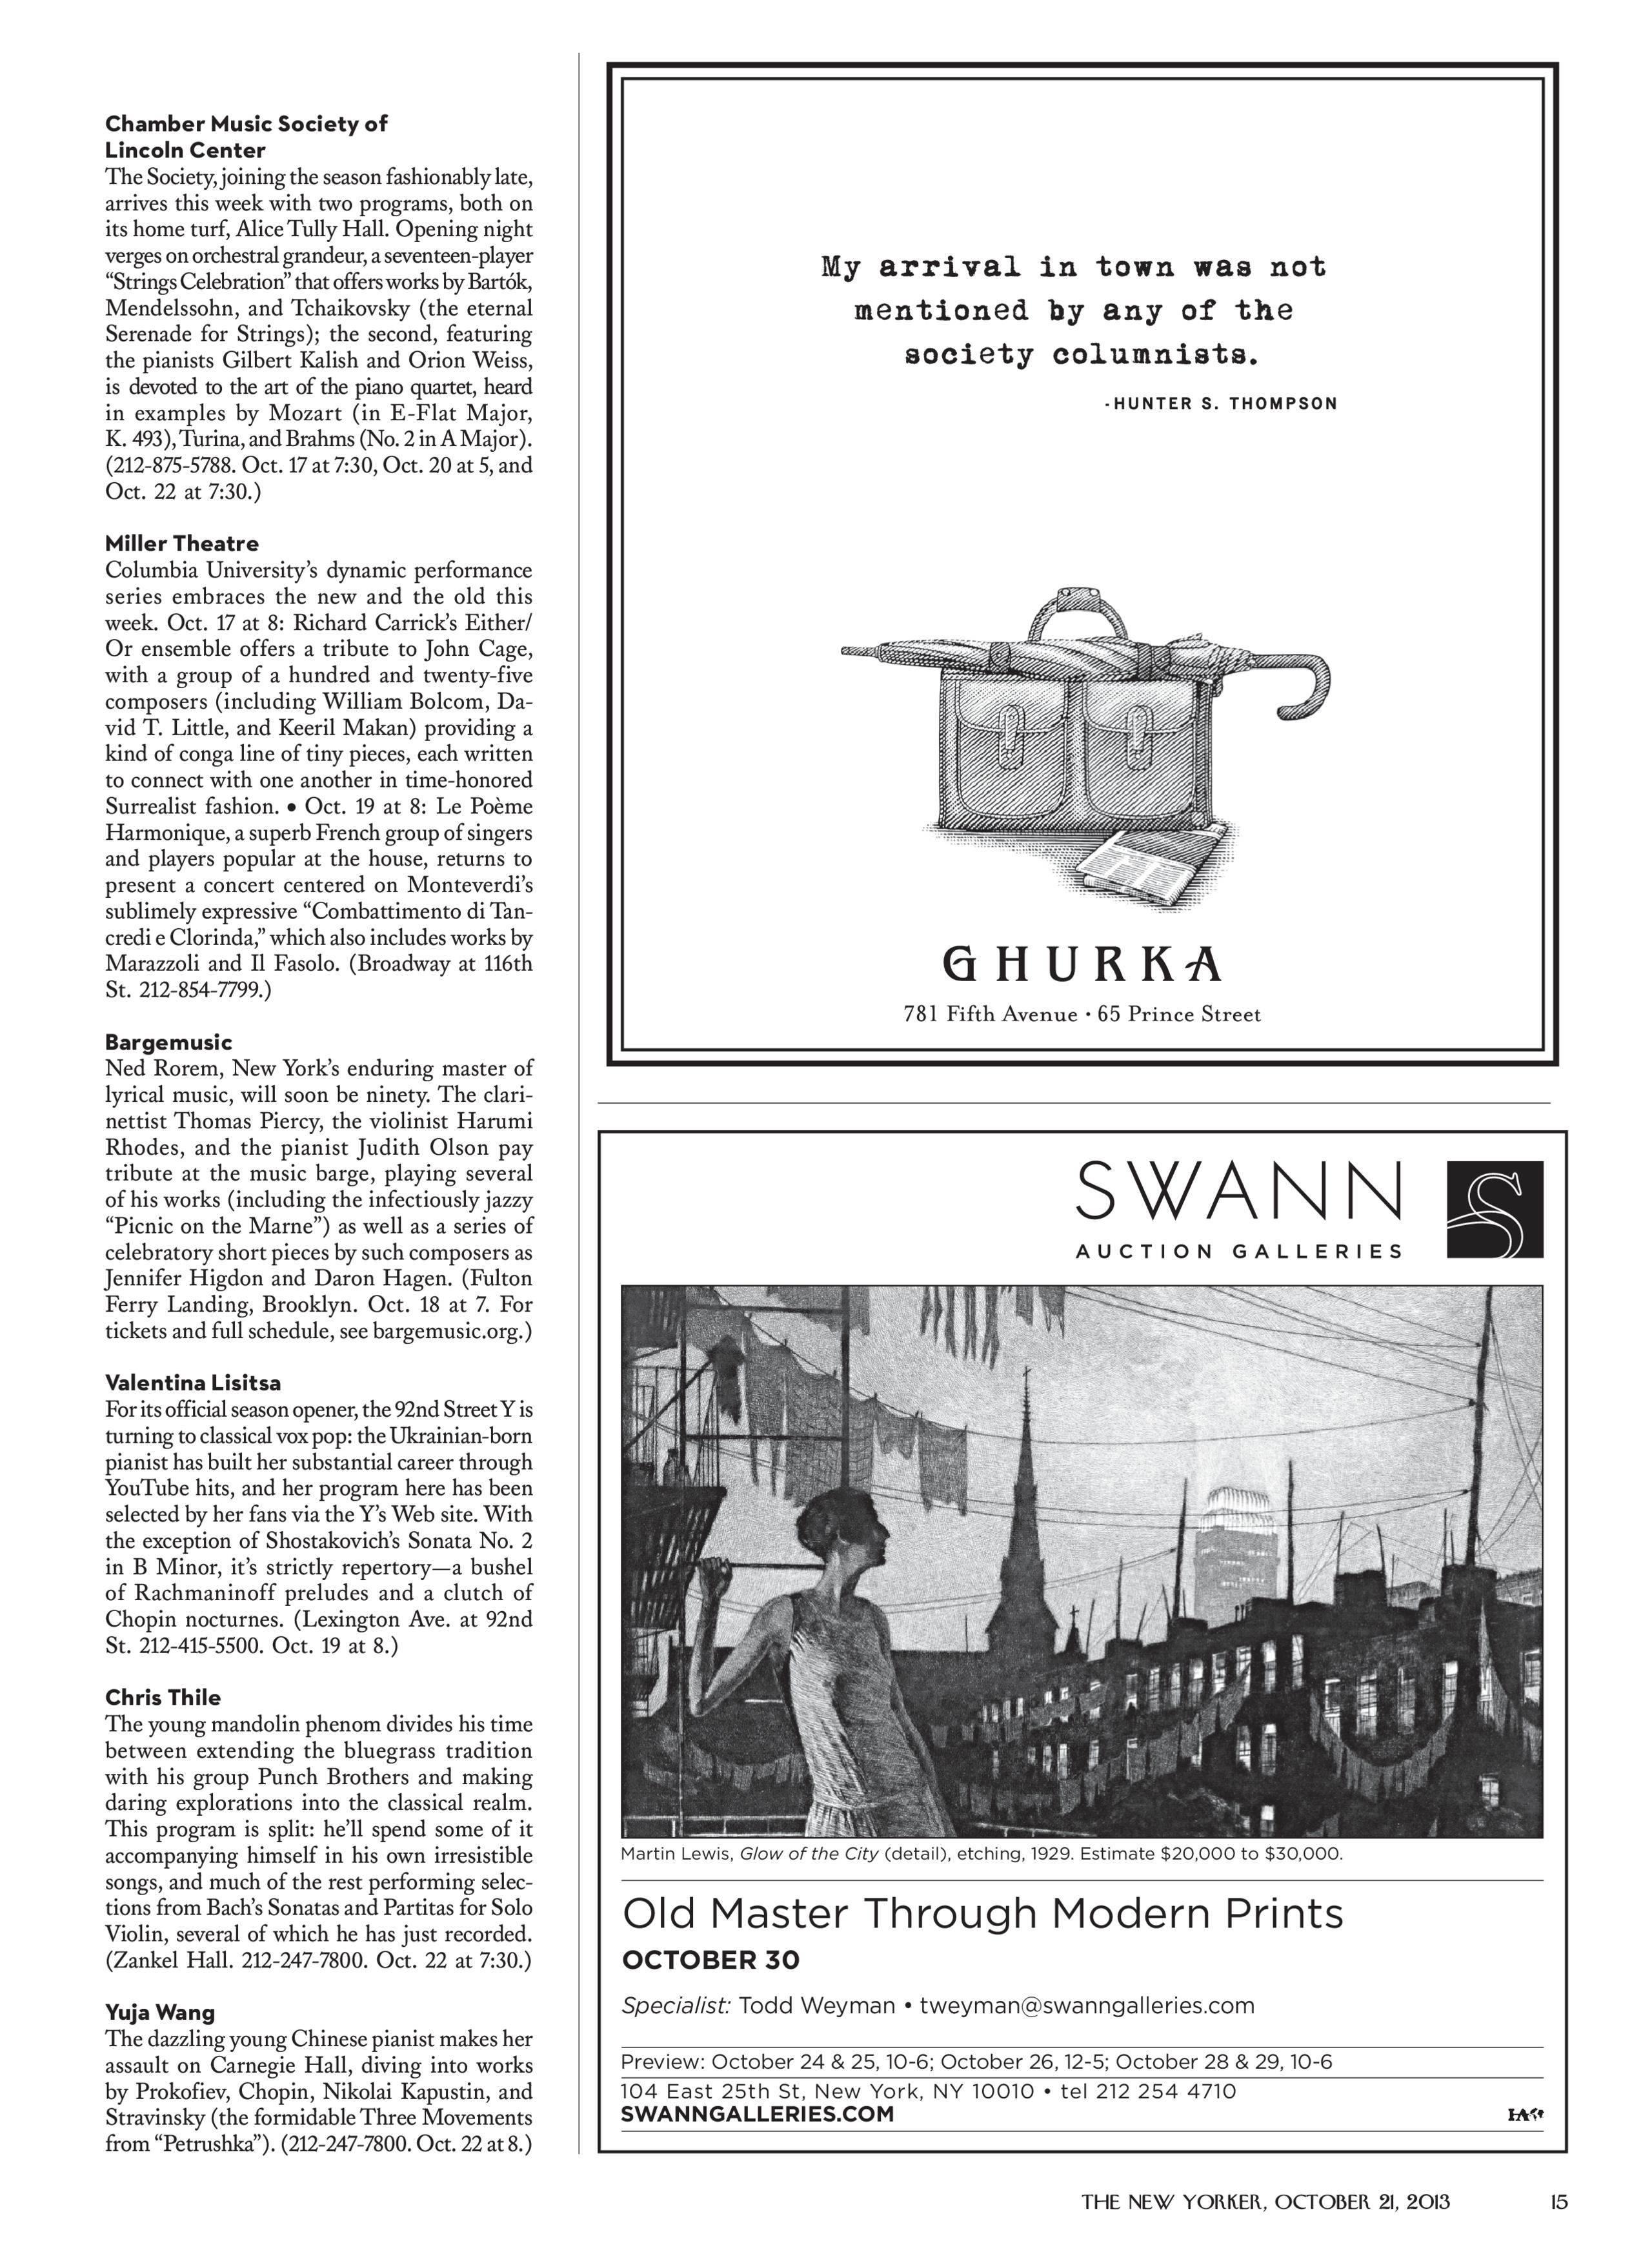 Chamber Music Society of
Lincoln Center
The Society, joining the season fashionably late,
arrives this week with two programs, both on
its home turf, Alice Tully Hall. Opening night
verges on orchestral grandeur, a seventeen-player
“Strings Celebration” that offers works by Bartók,
Mendelssohn, and Tchaikovsky (the eternal
Serenade for Strings); the second, featuring
the pianists Gilbert Kalish and Orion Weiss,
is devoted to the art of the piano quartet, heard
in examples by Mozart (in E-Flat Major,
K. 493), Turina, and Brahms (No. 2 in A Major).
(212-875-5788. Oct. 17 at 7:30, Oct. 20 at 5, and
Oct. 22 at 7:30.)
Miller Theatre
Columbia University’s dynamic performance
series embraces the new and the old this
week. Oct. 17 at 8: Richard Carrick’s Either/
Or ensemble offers a tribute to John Cage,
with a group of a hundred and twenty-five
composers (including William Bolcom, Da-
vid T. Little, and Keeril Makan) providing a
kind of conga line of tiny pieces, each written
to connect with one another in time-honored
Surrealist fashion. • Oct. 19 at 8: Le Poème
Harmonique, a superb French group of singers
and players popular at the house, returns to
present a concert centered on Monteverdi’s
sublimely expressive “Combattimento di Tan-
credi e Clorinda,” which also includes works by
Marazzoli and Il Fasolo. (Broadway at 116th
St. 212-854-7799.)
Bargemusic
Ned Rorem, New York’s enduring master of
lyrical music, will soon be ninety. The clari-
nettist Thomas Piercy, the violinist Harumi
Rhodes, and the pianist Judith Olson pay
tribute at the music barge, playing several
of his works (including the infectiously jazzy
“Picnic on the Marne”) as well as a series of
celebratory short pieces by such composers as
Jennifer Higdon and Daron Hagen. (Fulton
Ferry Landing, Brooklyn. Oct. 18 at 7. For
tickets and full schedule, see bargemusic.org.)
Valentina Lisitsa
For its official season opener, the 92nd Street Y is
turning to classical vox pop: the Ukrainian-born
pianist has built her substantial career through
YouTube hits, and her program here has been
selected by her fans via the Y’s Web site. With
the exception of Shostakovich’s Sonata No. 2
in B Minor, it’s strictly repertory—a bushel
of Rachmaninoff preludes and a clutch of
Chopin nocturnes. (Lexington Ave. at 92nd
St. 212-415-5500. Oct. 19 at 8.)
Chris Thile
The young mandolin phenom divides his time
between extending the bluegrass tradition
with his group Punch Brothers and making
daring explorations into the classical realm.
This program is split: he’ll spend some of it
accompanying himself in his own irresistible
songs, and much of the rest performing selec-
tions from Bach’s Sonatas and Partitas for Solo
Violin, several of which he has just recorded.
(Zankel Hall. 212-247-7800. Oct. 22 at 7:30.)
Yuja Wang
The dazzling young Chinese pianist makes her
assault on Carnegie Hall, diving into works
by Prokofiev, Chopin, Nikolai Kapustin, and
Stravinsky (the formidable Three Movements
from “Petrushka”). (212-247-7800. Oct. 22 at 8.)
My arrival in town was not
mentioned by any of the
society columnists.
-HUNTER S. THOMPSON
GHURKA
781 Fifth Avenue • 65 Prince Street
SWANN
AUCTION GALLERIES
S
Martin Lewis, Glow of the City (detail), etching, 1929. Estimate $20,000 to $30,000.
Old Master Through Modern Prints
OCTOBER 30
Specialist: Todd Weyman • tweyman@swanngalleries.com
Preview: October 24 & 25, 10-6; October 26, 12-5; October 28 & 29, 10-6
104 East 25th St, New York, NY 10010 • tel 212 254 4710
SWANNGALLERIES.COM
THE NEW YORKER, OCTOBER 21, 2013 15